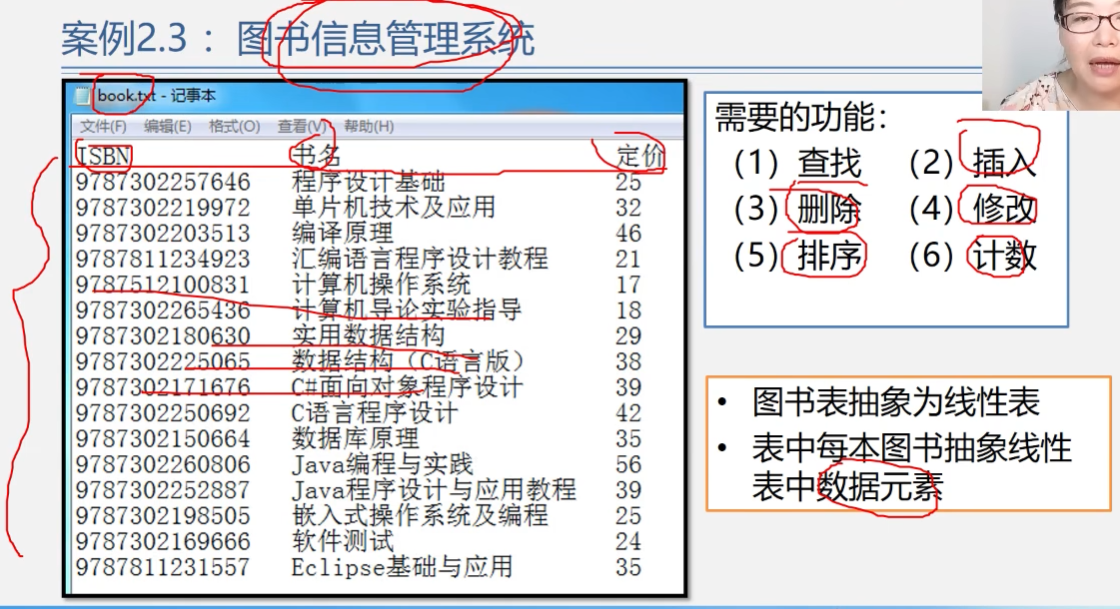 案例2.3：图书信息管理系统
book.txt - 记事本
文件(F) 编辑(E) 格式(O) 查看(V) 帮助(H)
ISBN 书名 定价
9787302257646 程序设计基础 25
9787302219972 单片机技术及应用 32
9787302203513 编译原理 46
9787811234923 汇编语言程序设计教程 21
9787512100831 计算机操作系统 17
9787302265436 计算机导论实验指导 18
9787302180630 实用数据结构 29
9787302225065 数据结构（C语言版） 38
9787302171676 C#面向对象程序设计 39
9787302250692 C语言程序设计 42
9787302150664 数据库原理 35
9787302260806 Java编程与实践 56
9787302252887 Java程序设计与应用教程 39
9787302198505 嵌入式操作系统及编程 25
9787302169666 软件测试 24
9787811231557 Eclipse基础与应用 35
需要的功能：
（1）查找 （2）插入
（3）删除 （4）修改
（5）排序 （6）计数
• 图书表抽象为线性表
• 表中每本图书抽象线性
表中数据元素